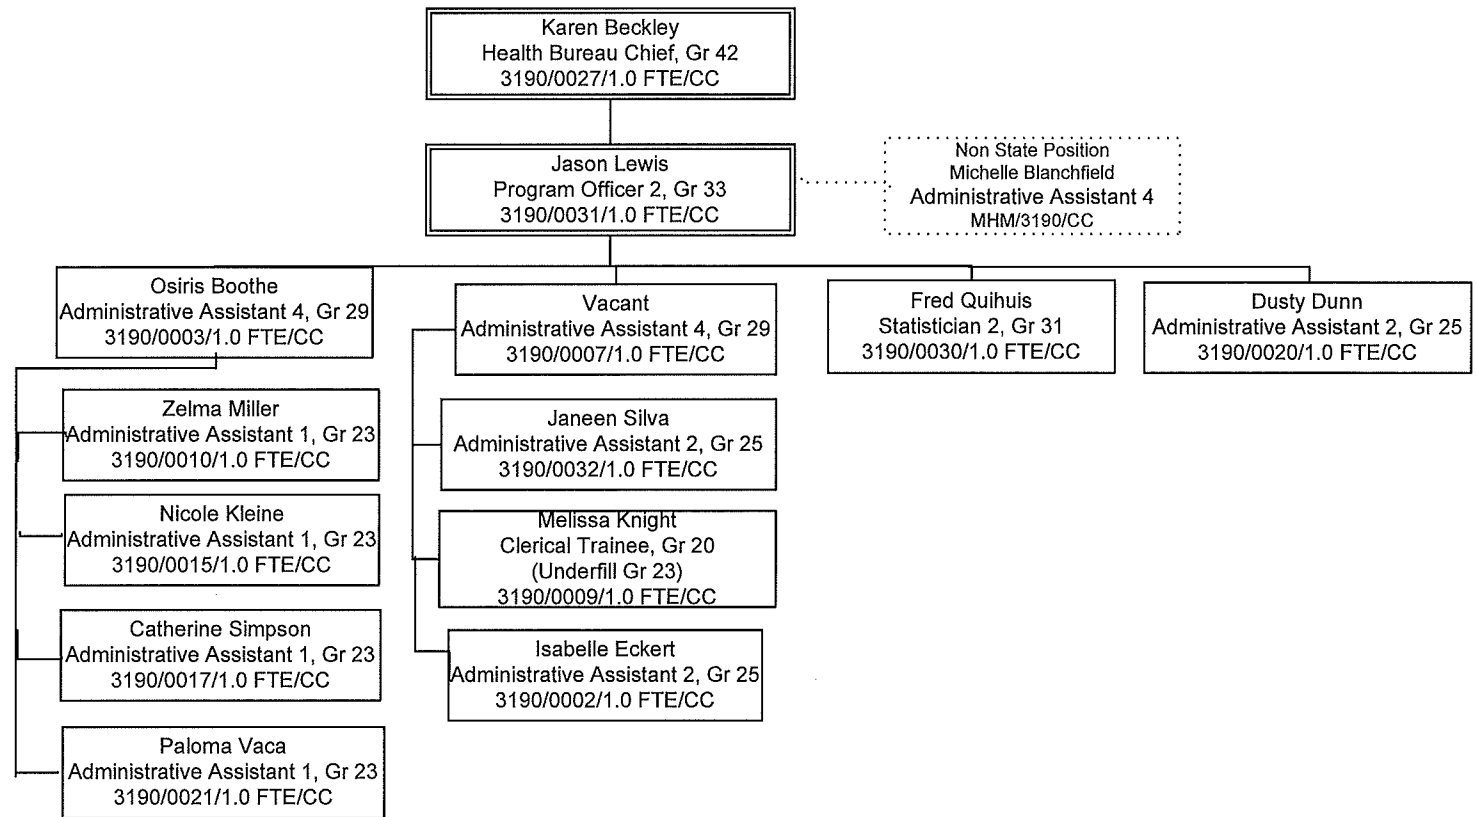 Karen Beckley
Health Bureau Chief, Gr 42
3190/0027/1.0 FTE/CC
Jason Lewis
Program Officer 2, Gr 33
3190/0031/1.0 FTE/CC
Non State Position
Michelle Blanchfield
Administrative Assistant 4
MHM/3190/CC
Osiris Boothe
Administrative Assistant 4, Gr 29
3190/0003/1.0 FTE/CC
Vacant
Administrative Assistant 4, Gr 29
3190/0007/1.0 FTE/CC
Fred Quihuis
Statistician 2, Gr 31
3190/0030/1.0 FTE/CC
Dusty Dunn
Administrative Assistant 2, Gr 25
3190/0020/1.0 FTE/CC
Zelma Miller
Administrative Assistant 1, Gr 23
3190/0010/1.0 FTE/CC
Nicole Kleine
Administrative Assistant 1, Gr 23
3190/0015/1.0 FTE/CC
Catherine Simpson
Administrative Assistant 1, Gr 23
3190/0017/1.0 FTE/CC
Paloma Vaca
Administrative Assistant 1, Gr 23
3190/0021/1.0 FTE/CC
Janeen Silva
Administrative Assistant 2, Gr 25
3190/0032/1.0 FTE/CC
Melissa Knight
Clerical Trainee, Gr 20
(Underfill Gr 23)
3190/0009/1.0 FTE/CC
Isabelle Eckert
Administrative Assistant 2, Gr 25
3190/0002/1.0 FTE/CC